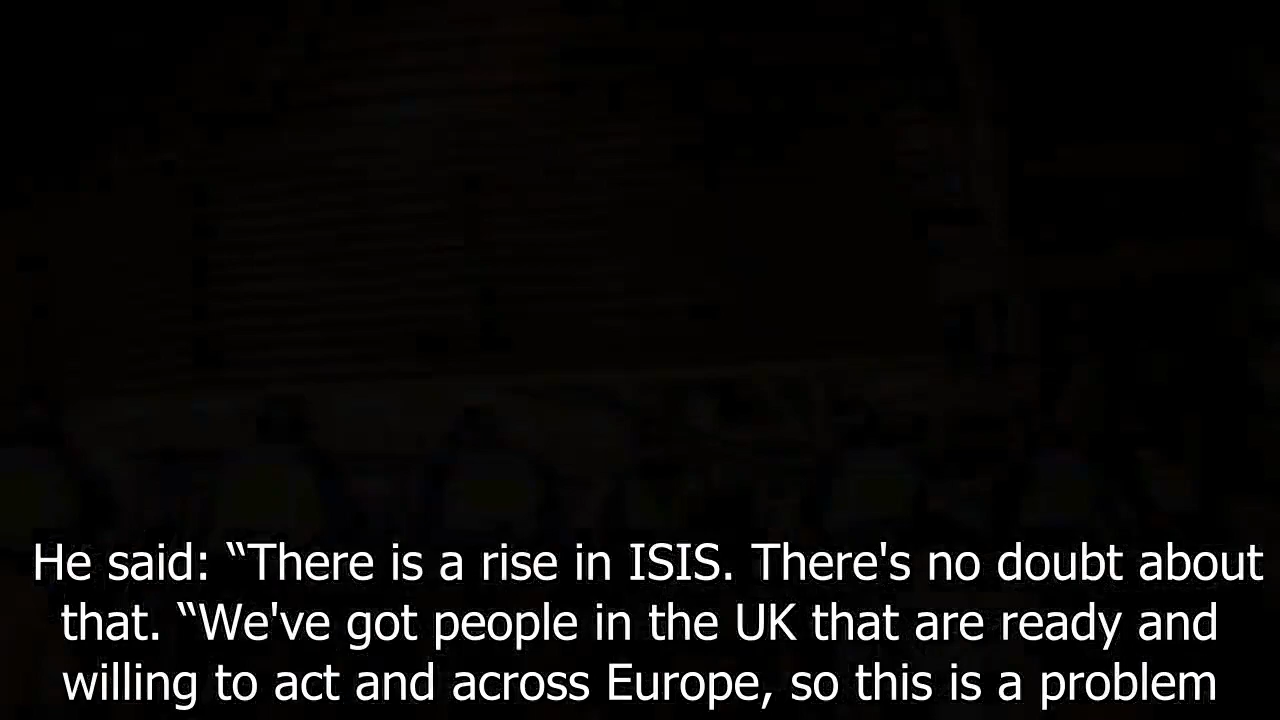 He said: “There is a rise in ISIS. There's no doubt about
that. “We've got people in the UK that are ready and
willing to act and across Europe, so this is a problem